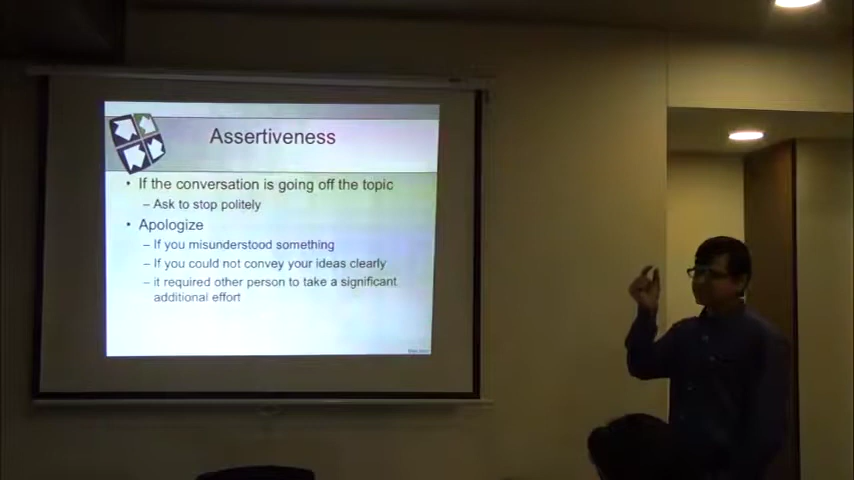 Assertiveness
• If the conversation is going off the topic
– Ask to stop politely
• Apologize
– If you misunderstood something
– If you could not convey your ideas clearly
– it required other person to take a significant
additional effort